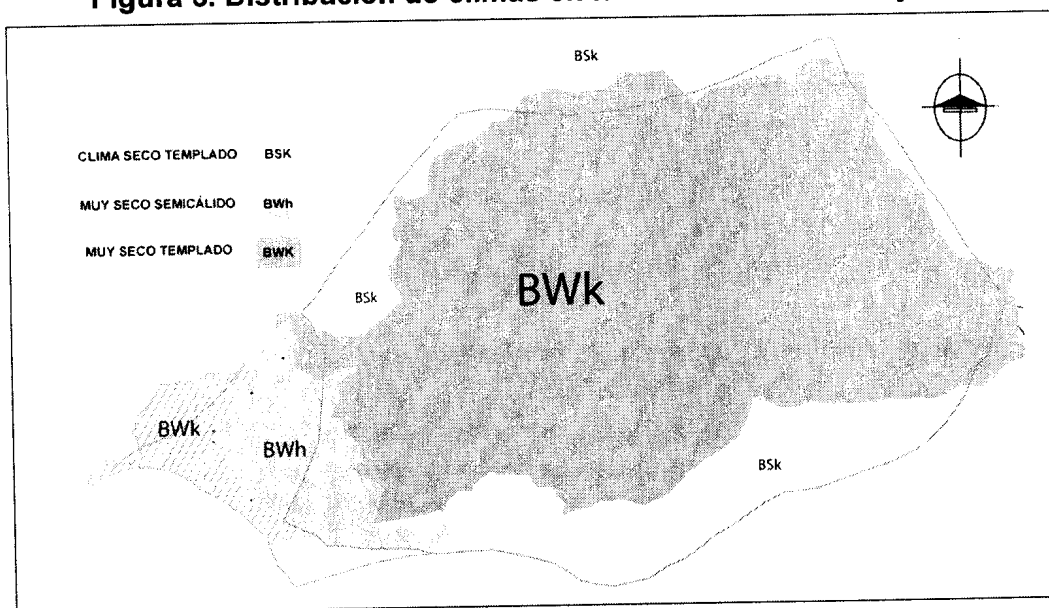 BSk
CLIMA SECO TEMPLADO BSK
MUY SECO SEMICÁLIDO BWh
MUY SECO TEMPLADO BWK
BWk
BSk
BWk
BWh
BSk